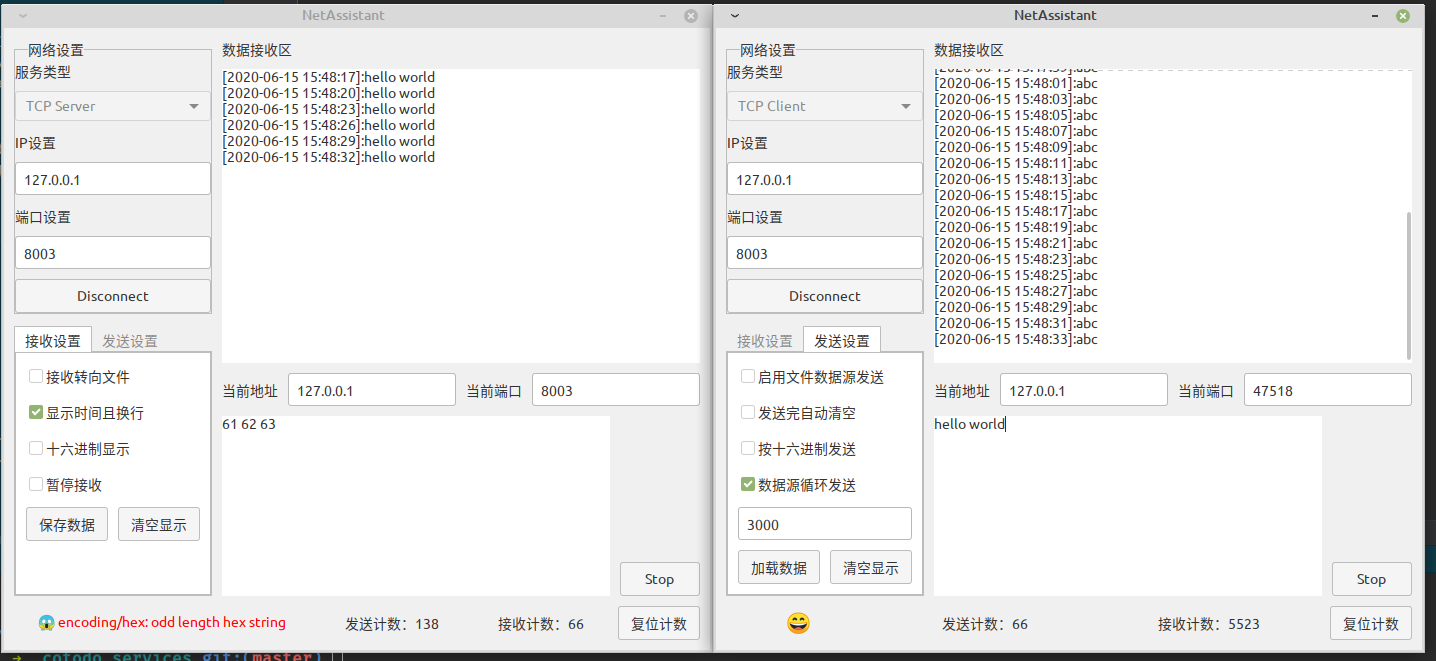 NetAssistant
网络设置
服务类型
TCP Server
IP设置
127.0.0.1
端口设置
8003
Disconnect
接收设置 发送设置
接收转向文件
显示时间且换行
十六进制显示
暂停接收
保存数据 清空显示
数据接收区
[2020-06-15 15:48:17]:hello world
[2020-06-15 15:48:20]:hello world
[2020-06-15 15:48:23]:hello world
[2020-06-15 15:48:26]:hello world
[2020-06-15 15:48:29]:hello world
[2020-06-15 15:48:32]:hello world
当前地址 127.0.0.1 当前端口 8003
61 62 63
Stop
encoding/hex: odd length hex string 发送计数：138 接收计数：66 复位计数
NetAssistant
网络设置
服务类型
TCP Client
IP设置
127.0.0.1
端口设置
8003
Disconnect
接收设置 发送设置
启用文件数据源发送
发送完自动清空
按十六进制发送
数据源循环发送
3000
加载数据 清空显示
数据接收区
[2020-06-15 15:48:01]:abc
[2020-06-15 15:48:03]:abc
[2020-06-15 15:48:05]:abc
[2020-06-15 15:48:07]:abc
[2020-06-15 15:48:09]:abc
[2020-06-15 15:48:11]:abc
[2020-06-15 15:48:13]:abc
[2020-06-15 15:48:15]:abc
[2020-06-15 15:48:17]:abc
[2020-06-15 15:48:19]:abc
[2020-06-15 15:48:21]:abc
[2020-06-15 15:48:23]:abc
[2020-06-15 15:48:25]:abc
[2020-06-15 15:48:27]:abc
[2020-06-15 15:48:29]:abc
[2020-06-15 15:48:31]:abc
[2020-06-15 15:48:33]:abc
当前地址 127.0.0.1 当前端口 47518
hello world
Stop
发送计数：66 接收计数：5523 复位计数